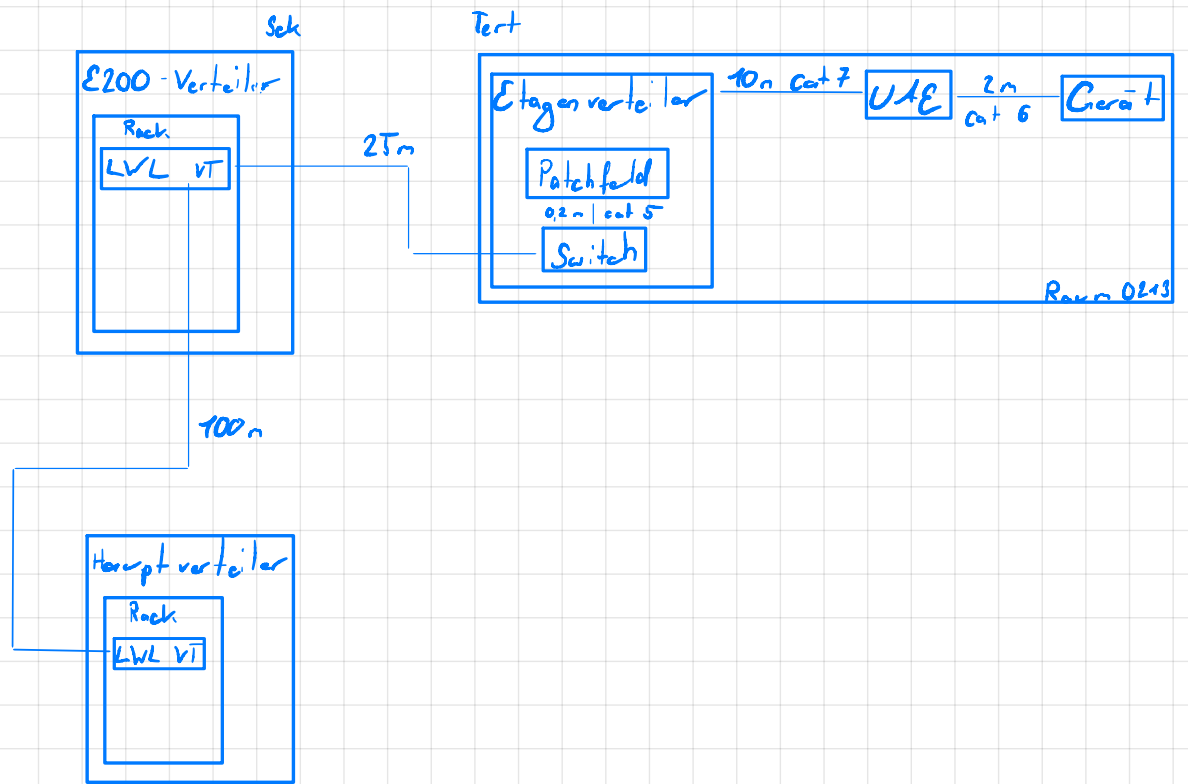 Sek
E200 - Verteiler
Rack
LWL VT
25m
100m
Hauptverteiler
Rack
LWL VT
Tert
Etagenverteiler
Patchfeld
0,2m | cat 5
Switch
10m cat 7
UAE
2m
cat 6
Gerät
Raum 0213